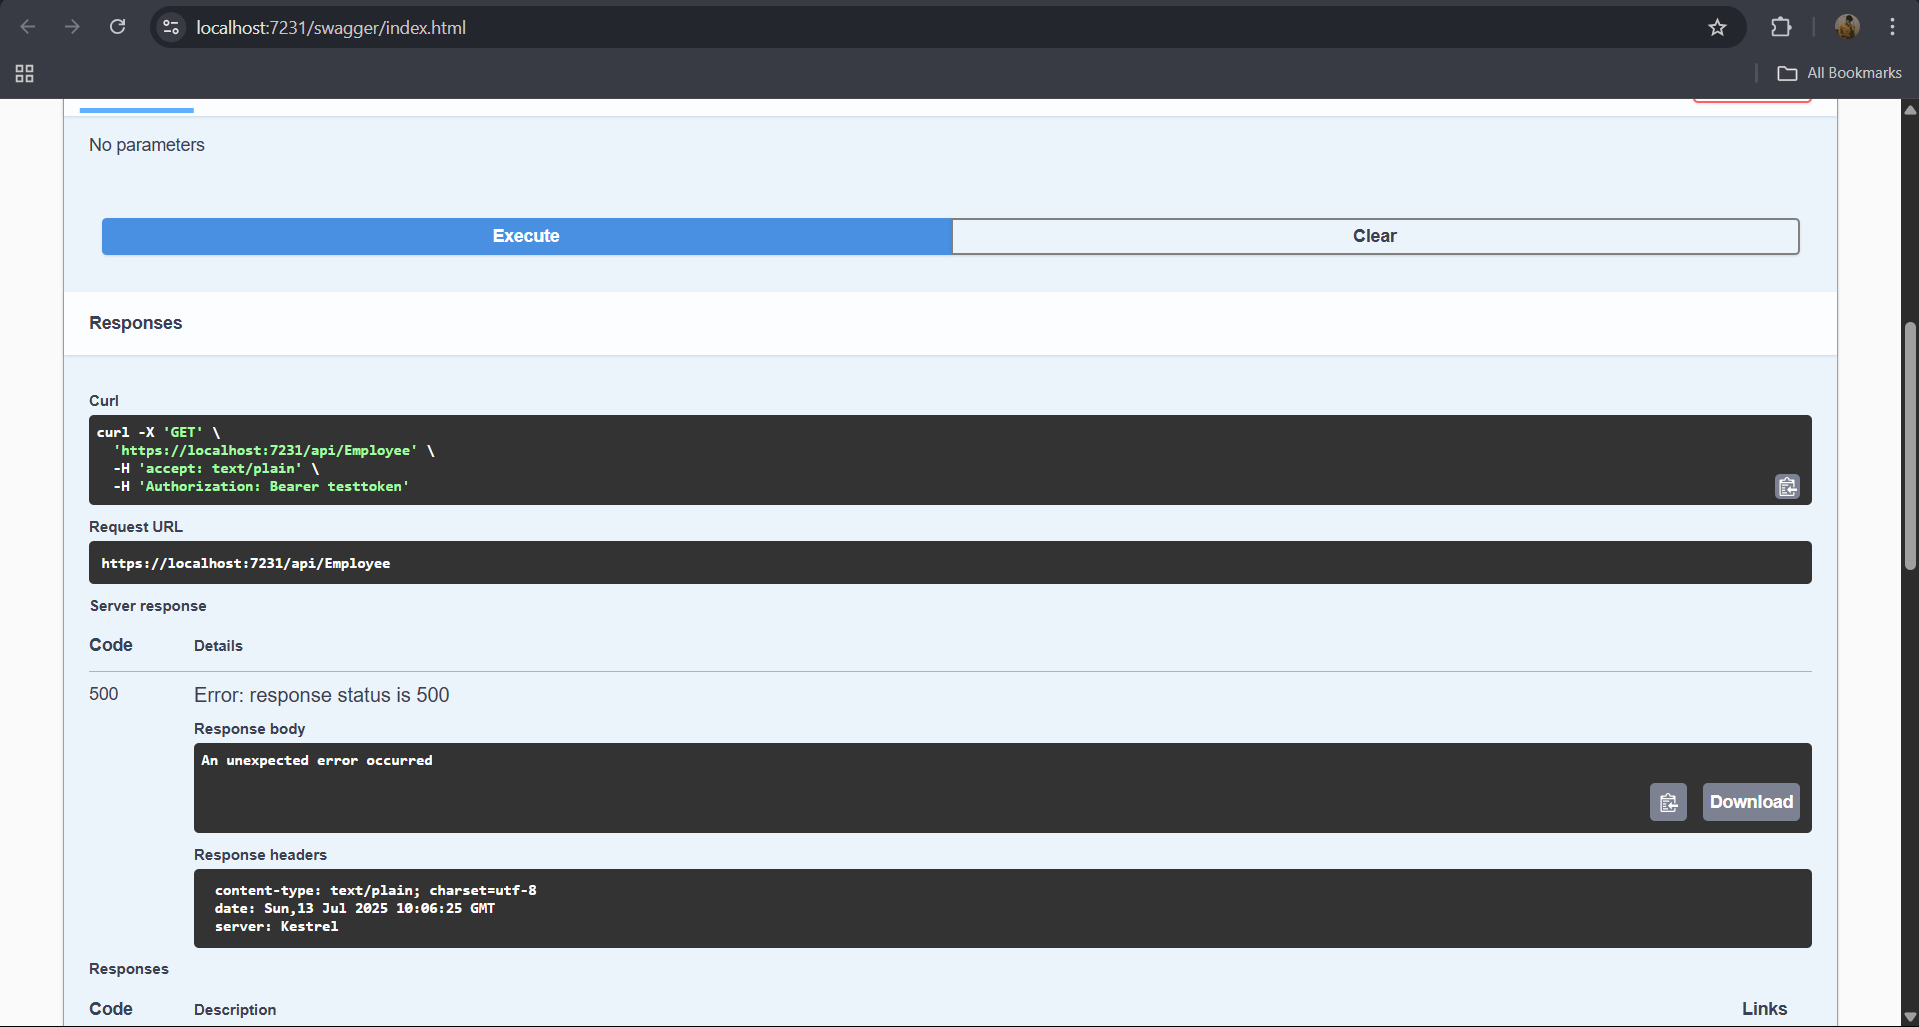 localhost:7231/swagger/index.html
All Bookmarks
No parameters
Execute
Clear
Responses
Curl
curl -X 'GET' \
'https://localhost:7231/api/Employee' \
-H 'accept: text/plain' \
-H 'Authorization: Bearer testtoken'
Request URL
https://localhost:7231/api/Employee
Server response
Code Details
500 Error: response status is 500
Response body
An unexpected error occurred
Download
Response headers
content-type: text/plain; charset=utf-8
date: Sun,13 Jul 2025 10:06:25 GMT
server: Kestrel
Responses
Code Description Links